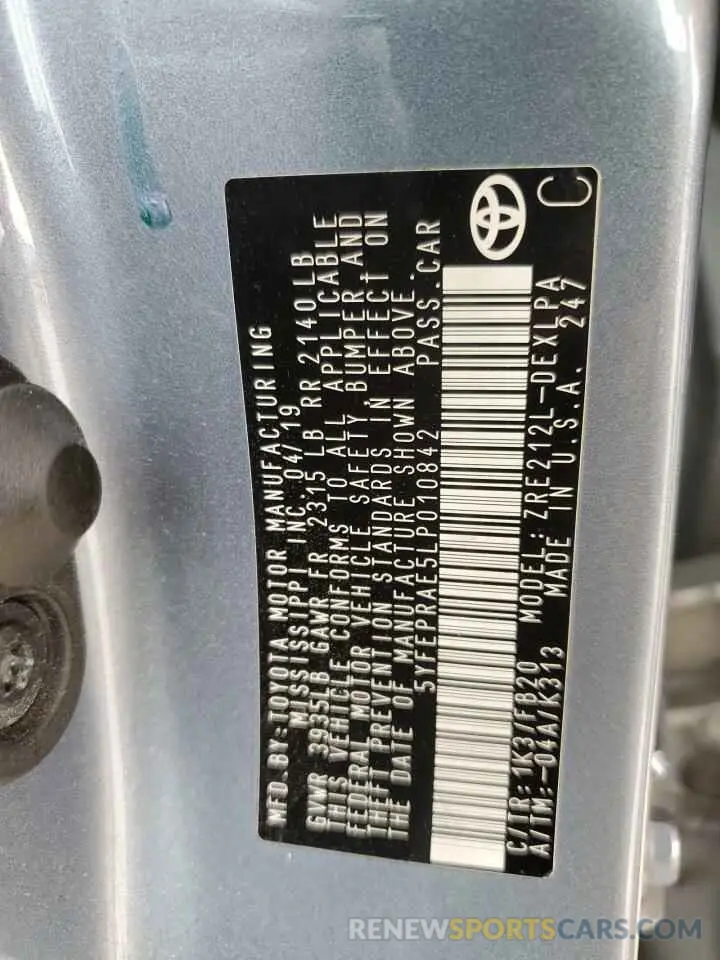 MFD.BY:TOYOTA MOTOR MANUFACTURING
MISSISSIPPI INC.04/19
GVWR 3935LB GAWR FR 2315 LB RR 2140LB
THIS VEHICLE CONFORMS TO ALL APPLICABLE
FEDERAL MOTOR VEHICLE SAFETY,BUMPER AND
THEFT PREVENTION STANDARDS IN EFFECT ON
THE DATE OF MANUFACTURE SHOWN ABOVE.
5YFEPRAE5LP010842 PASS.CAR
C/TR:1K3/FB20 MODEL:ZRE212L-DEXLPA
A/TM:-04A/K313 MADE IN U.S.A. 247
C
RENEWSPORTSCARS.COM